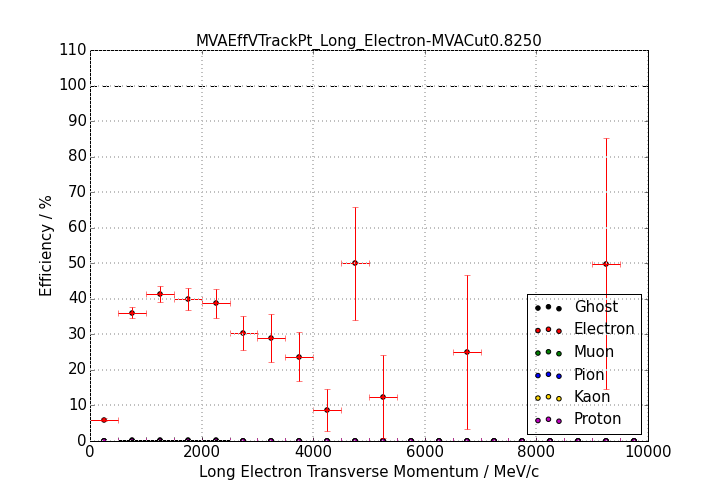 MVAEffVTrackPt_Long_Electron-MVACut0.8250
110
100
90
80
70
60
50
40
30
20
10
0
Efficiency / %
Ghost
Electron
Muon
Pion
Kaon
Proton
0 2000 4000 6000 8000 10000
Long Electron Transverse Momentum / MeV/c